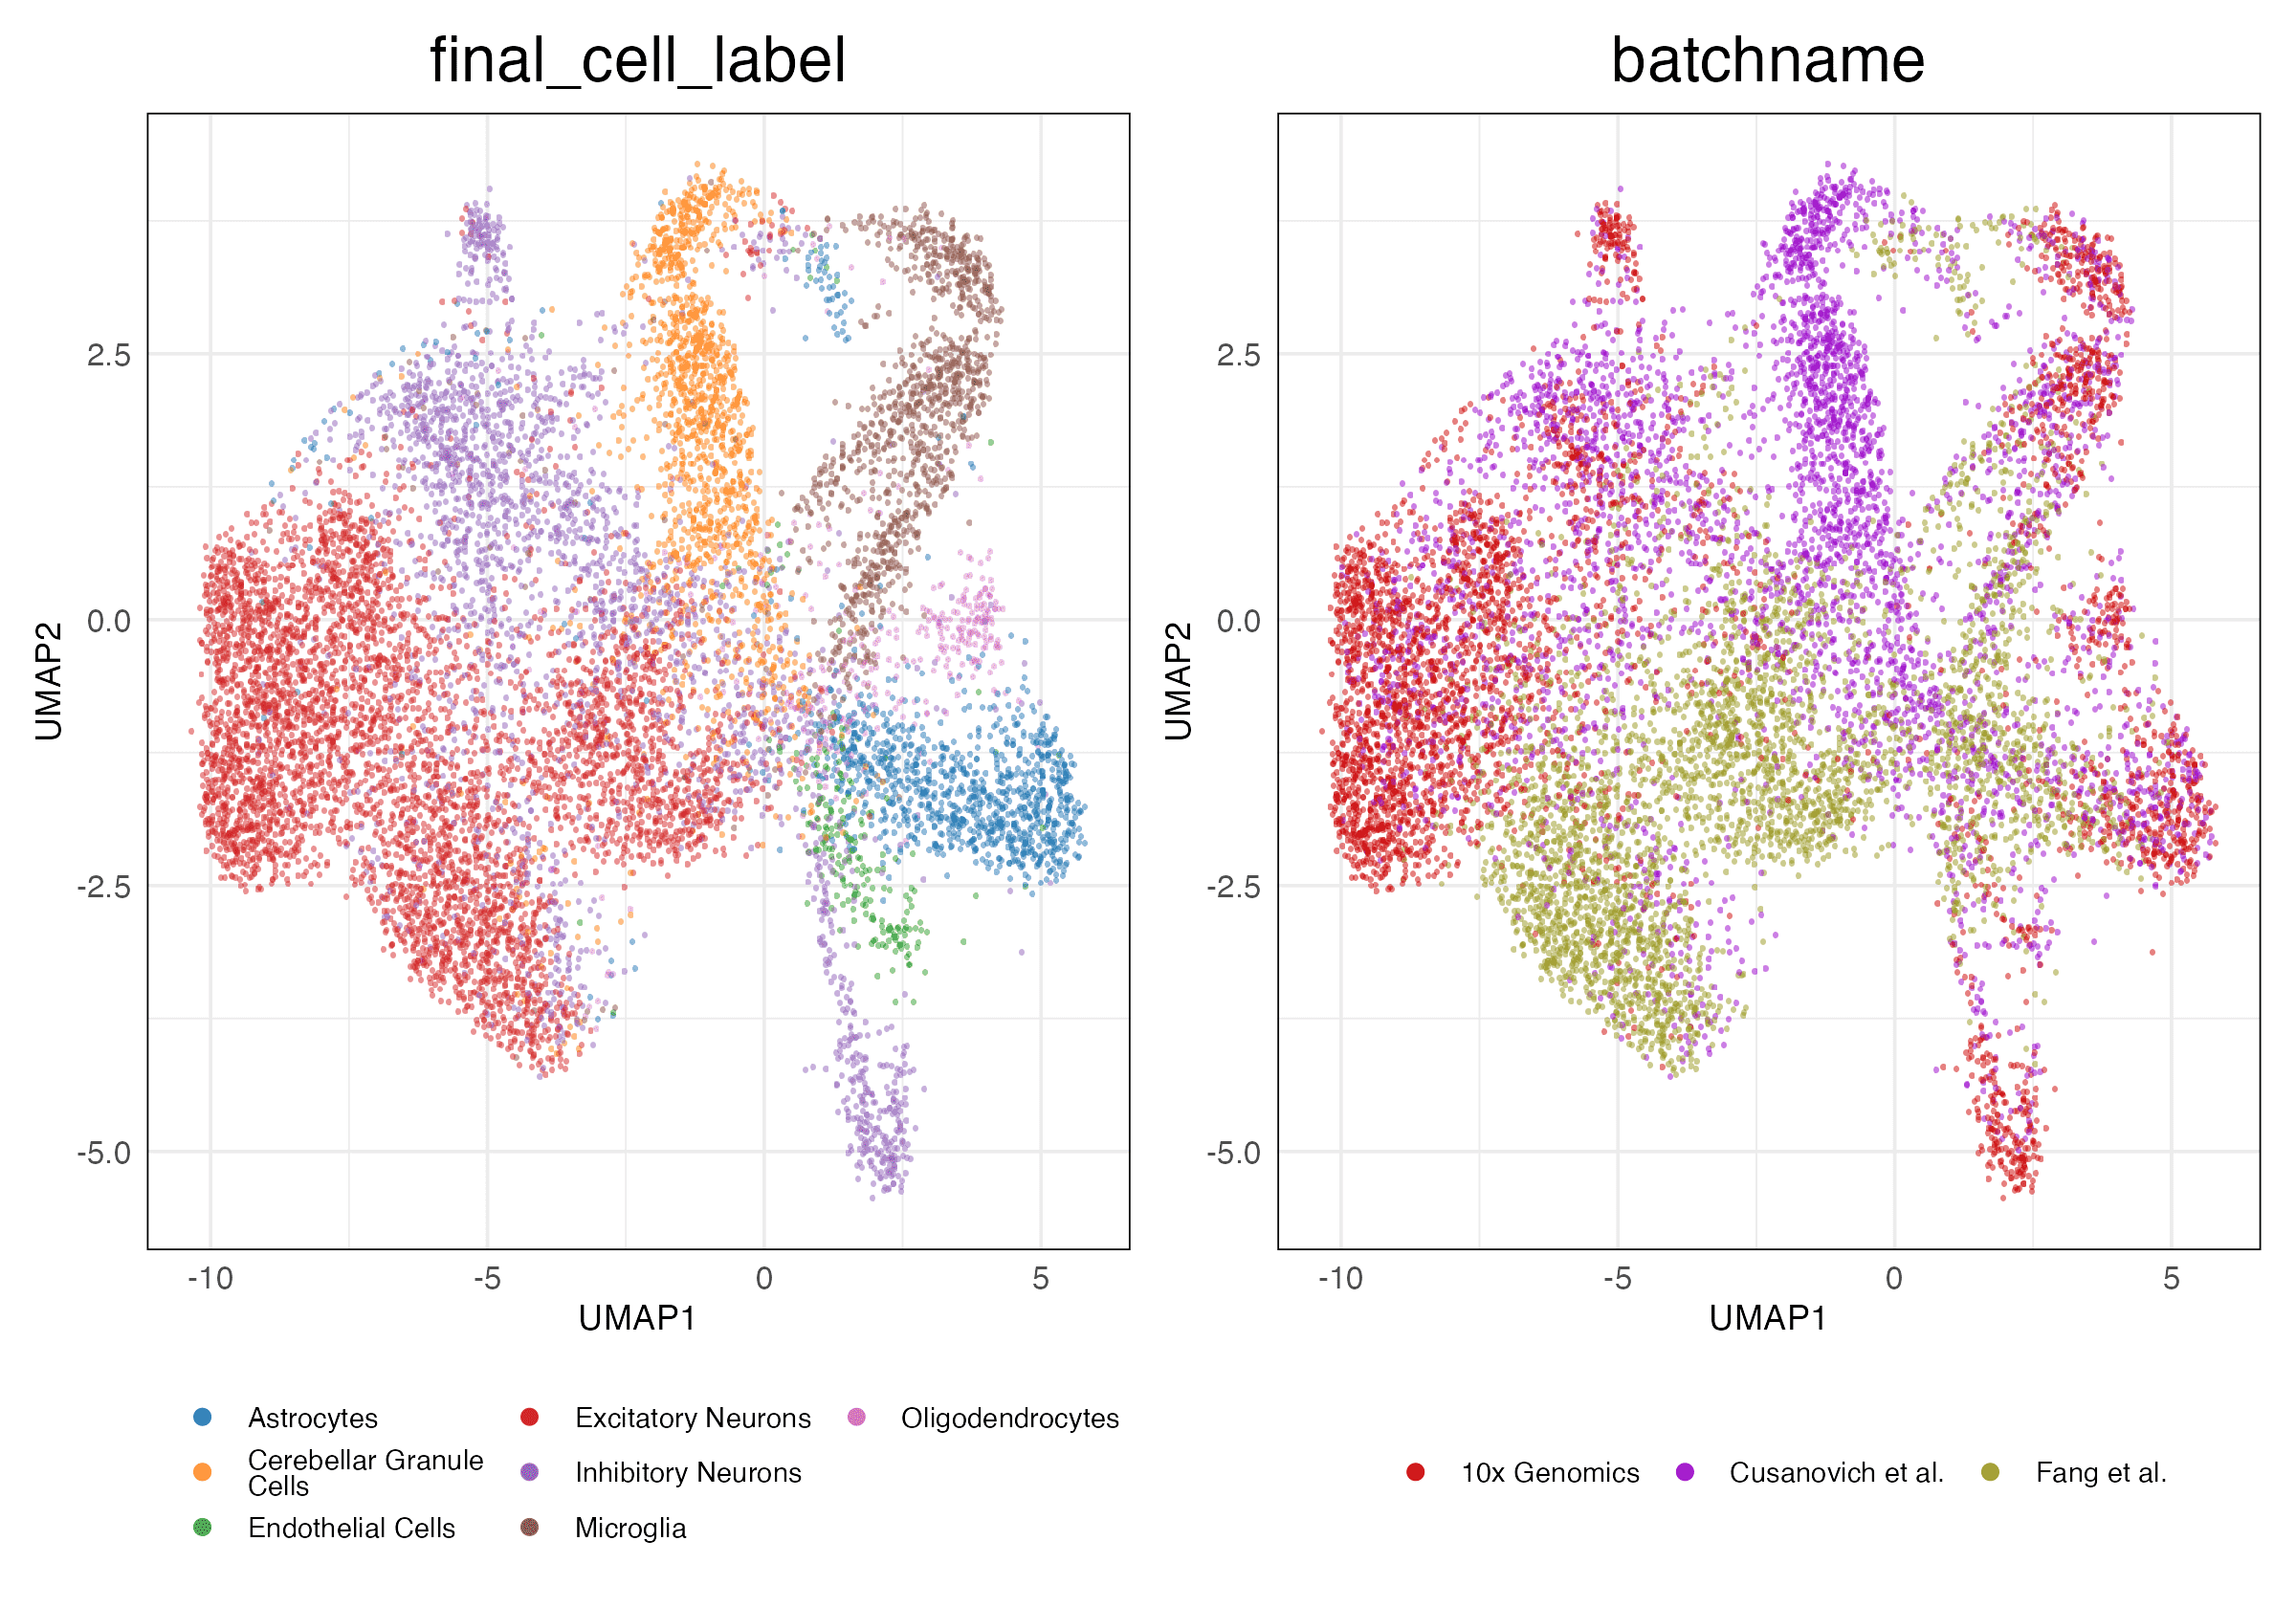 final_cell_label
batchname
UMAP2
2.5
0.0
-2.5
-5.0
-10
-5
0
5
UMAP1
UMAP2
2.5
0.0
-2.5
-5.0
-10
-5
0
5
UMAP1
Astrocytes
Cerebellar Granule
Cells
Endothelial Cells
Excitatory Neurons
Inhibitory Neurons
Microglia
Oligodendrocytes
10x Genomics
Cusanovich et al.
Fang et al.